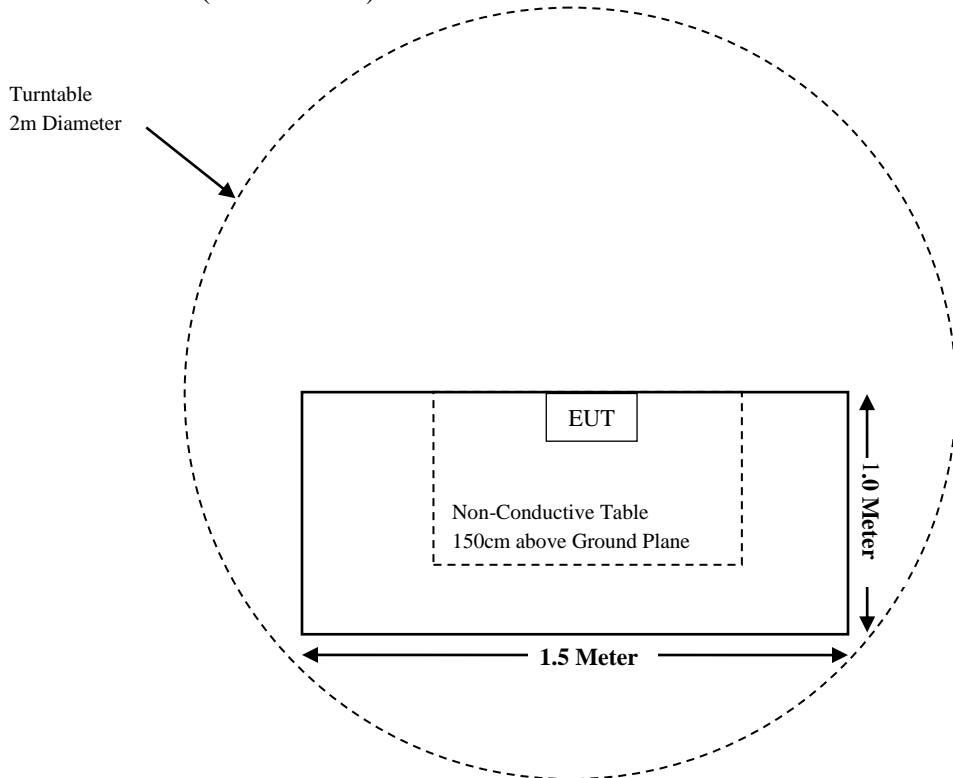 Turntable
2m Diameter
EUT
Non-Conductive Table
150cm above Ground Plane
1.0 Meter
1.5 Meter